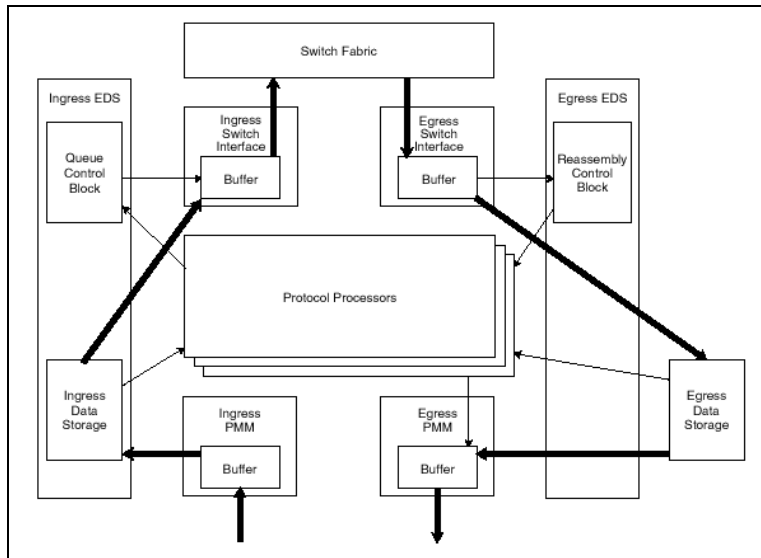 Switch Fabric
Ingress EDS
Ingress
Switch
Interface
Egress
Switch
Interface
Egress EDS
Queue
Control
Block
Buffer
Buffer
Reassembly
Control
Block
Protocol Processors
Ingress
Data
Storage
Ingress
PMM
Buffer
Egress
PMM
Buffer
Egress
Data
Storage